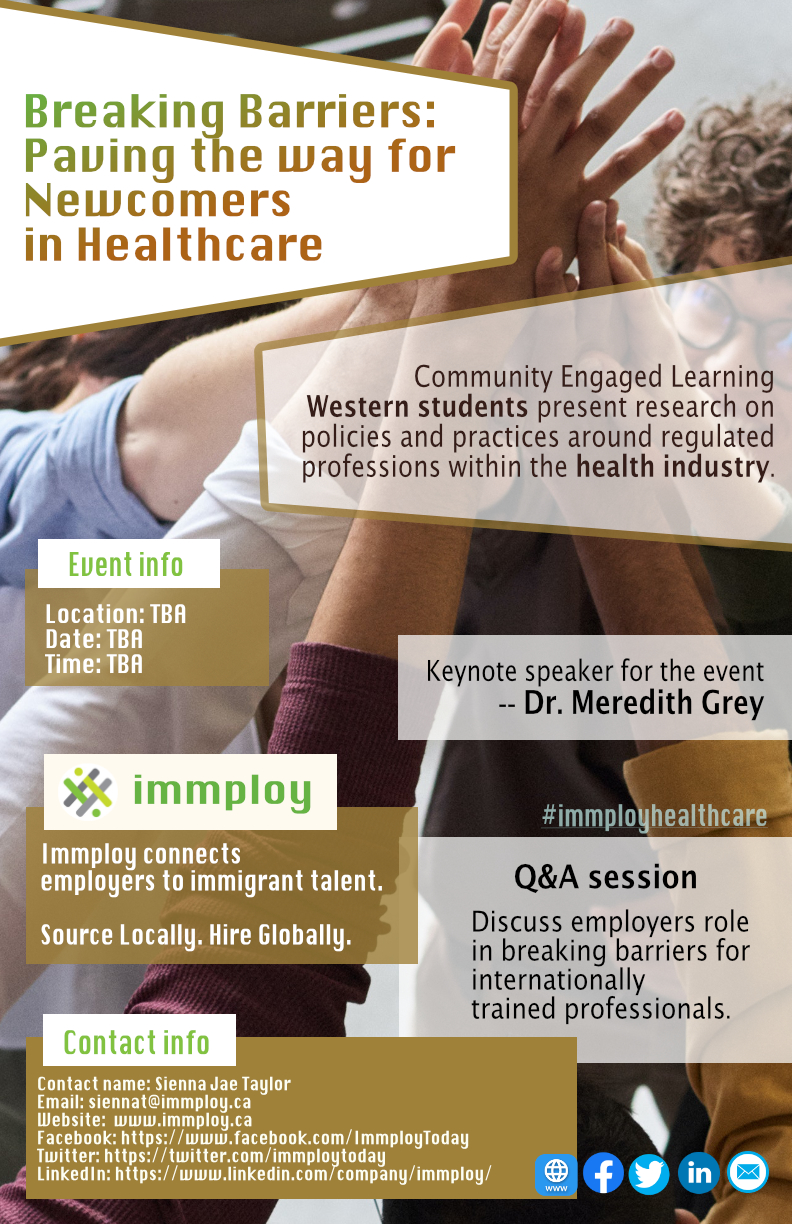 Breaking Barriers:
Paving the way for
Newcomers
in Healthcare
Community Engaged Learning
Western students present research on
policies and practices around regulated
professions within the health industry.
Event info
Location: TBA
Date: TBA
Time: TBA
Keynote speaker for the event
-- Dr. Meredith Grey
immploy
Immploy connects
employers to immigrant talent.
Source Locally. Hire Globally.
#immployhealthcare
Q&A session
Discuss employers role
in breaking barriers for
internationally
trained professionals.
Contact info
Contact name: Sienna Jae Taylor
Email: siennat@immploy.ca
Website:  www.immploy.ca
Facebook: https://www.facebook.com/ImmployToday
Twitter: https://twitter.com/immploytoday
LinkedIn: https://www.linkedin.com/company/immploy/
www
f
in